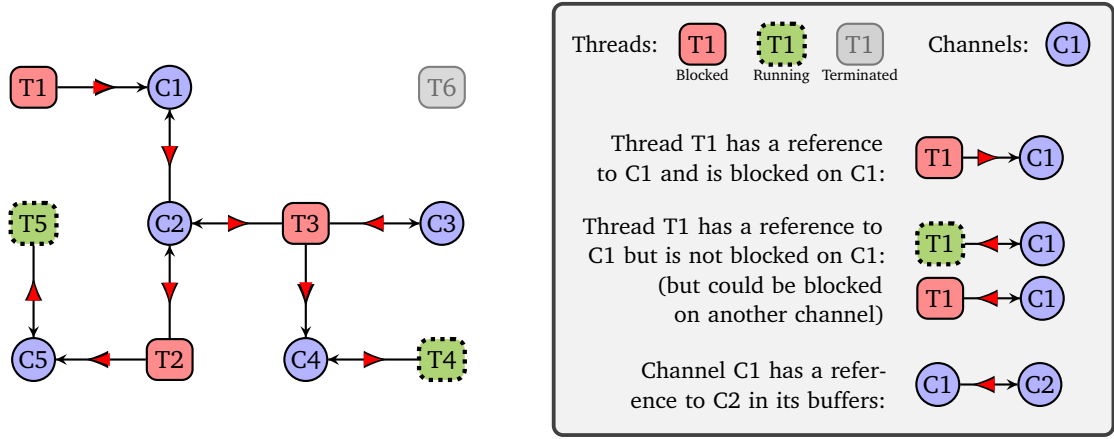 T1
C1
T6
T5
C2
T3
C3
C5
T2
C4
T4
Threads:
T1
T1
T1
Channels:
C1
Blocked
Running
Terminated
Thread T1 has a reference
to C1 and is blocked on C1:
T1
C1
Thread T1 has a reference to
C1 but is not blocked on C1:
(but could be blocked
on another channel)
T1
C1
T1
C1
Channel C1 has a refer-
ence to C2 in its buffers:
C1
C2